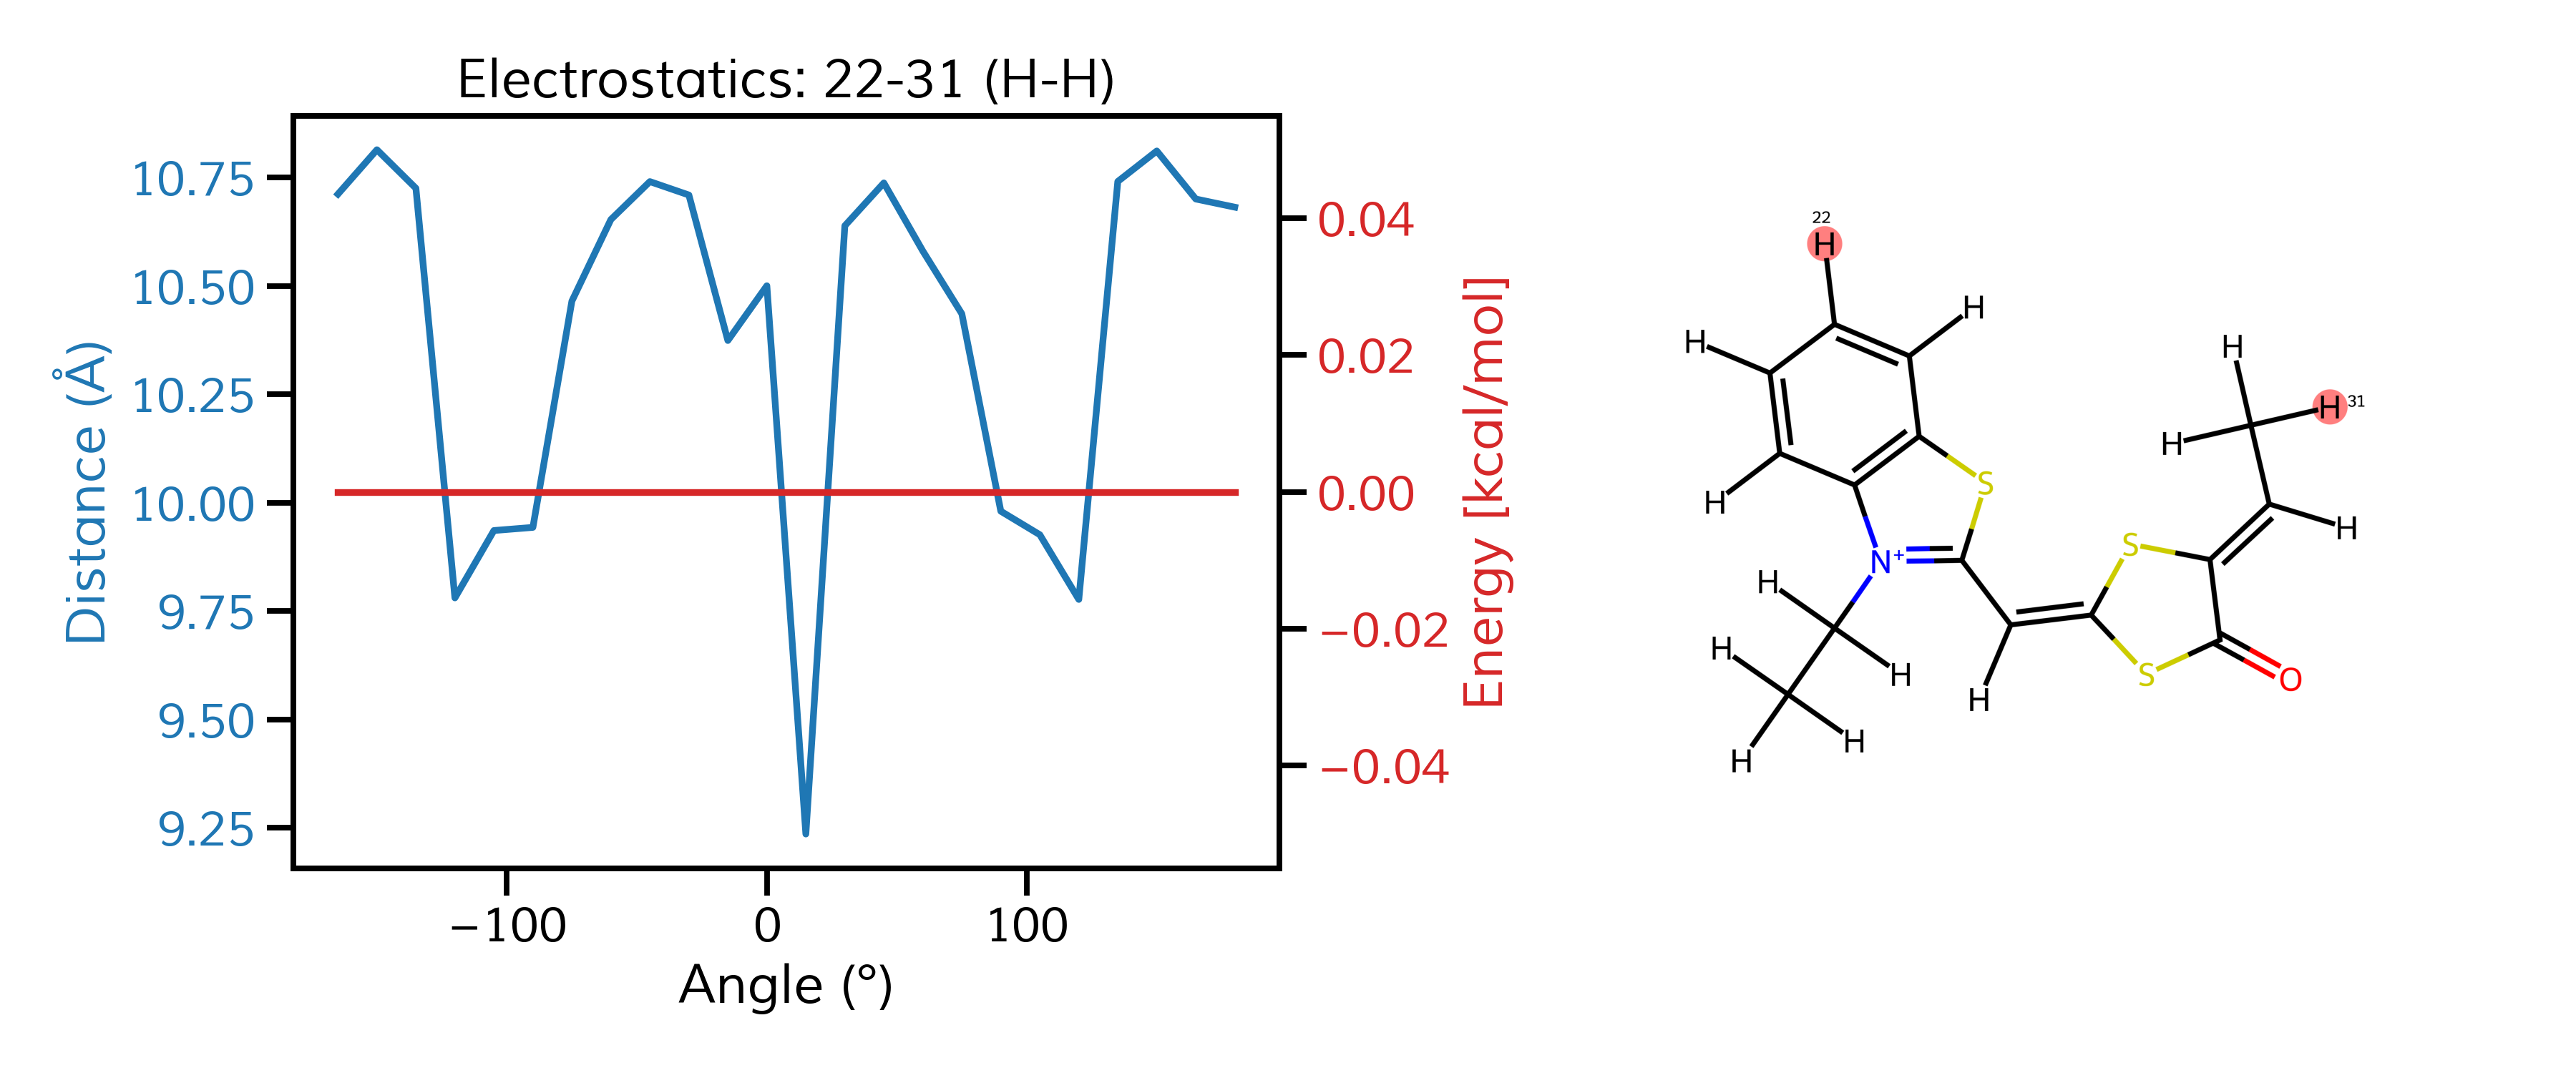 Electrostatics: 22-31 (H-H)
Distance (Å)
10.75
10.50
10.25
10.00
9.75
9.50
9.25
0.04
0.02
0.00
−0.02
−0.04
Energy [kcal/mol]
−100
0
100
Angle (°)
22
H
H
H
H
H
31
H
H
S
H
H
S
N+
H
H
H
H
S
O
H
H
H